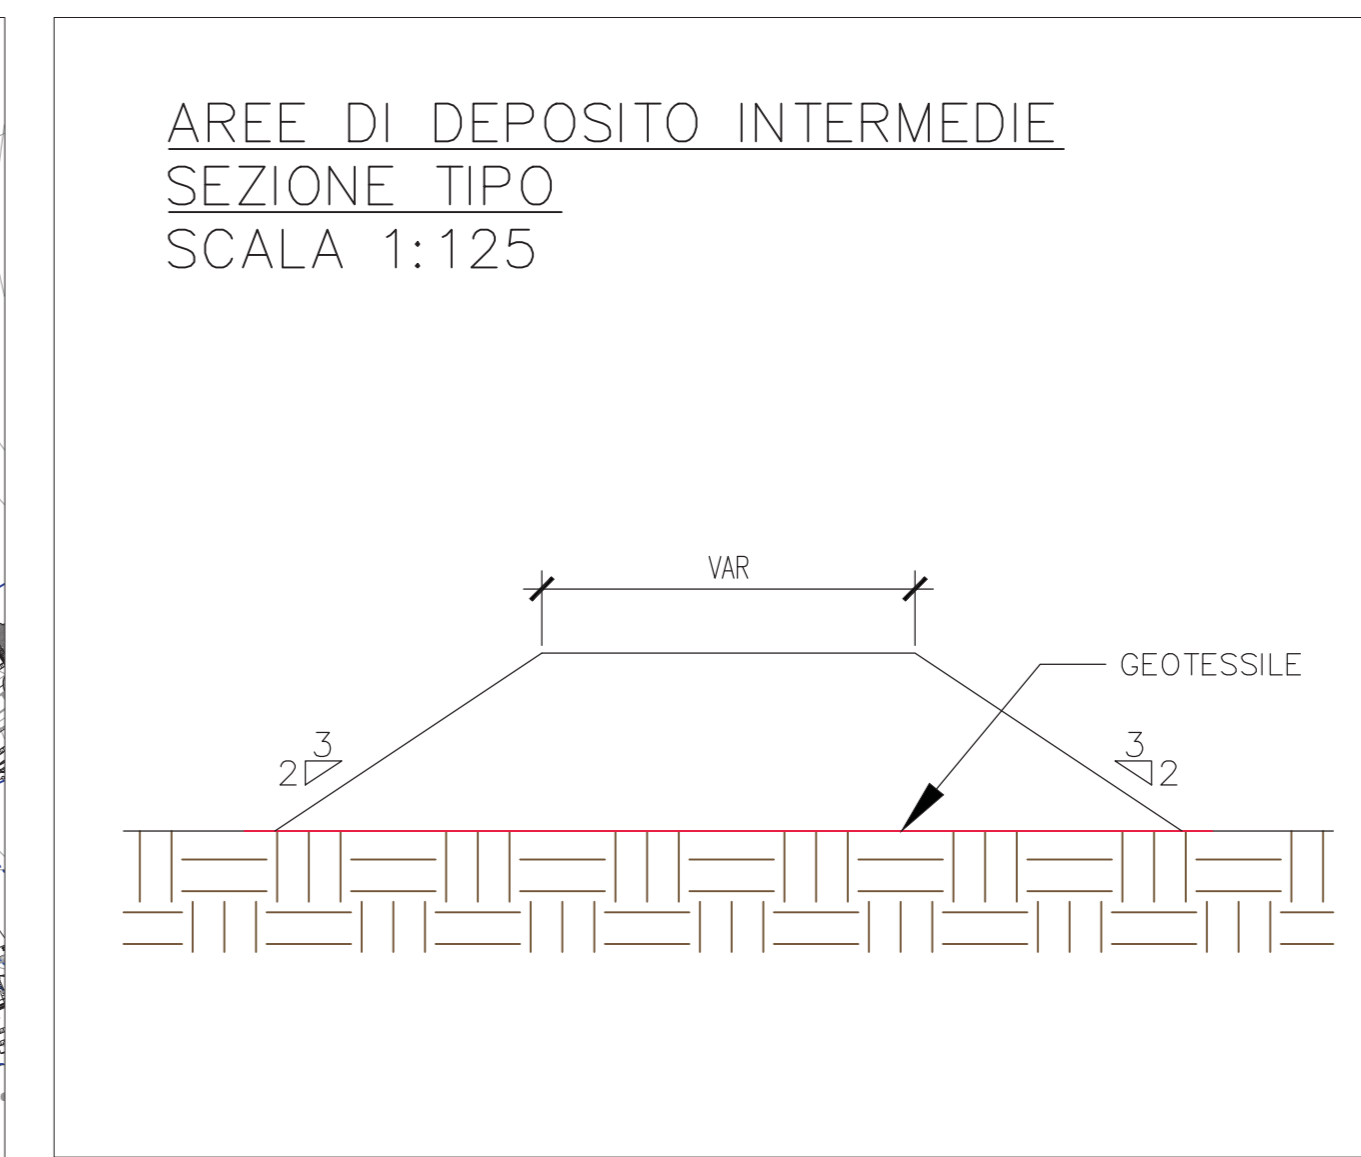 AREE DI DEPOSITO INTERMEDIE
SEZIONE TIPO
SCALA 1:125
VAR
GEOTESSILE
3
2
3
2